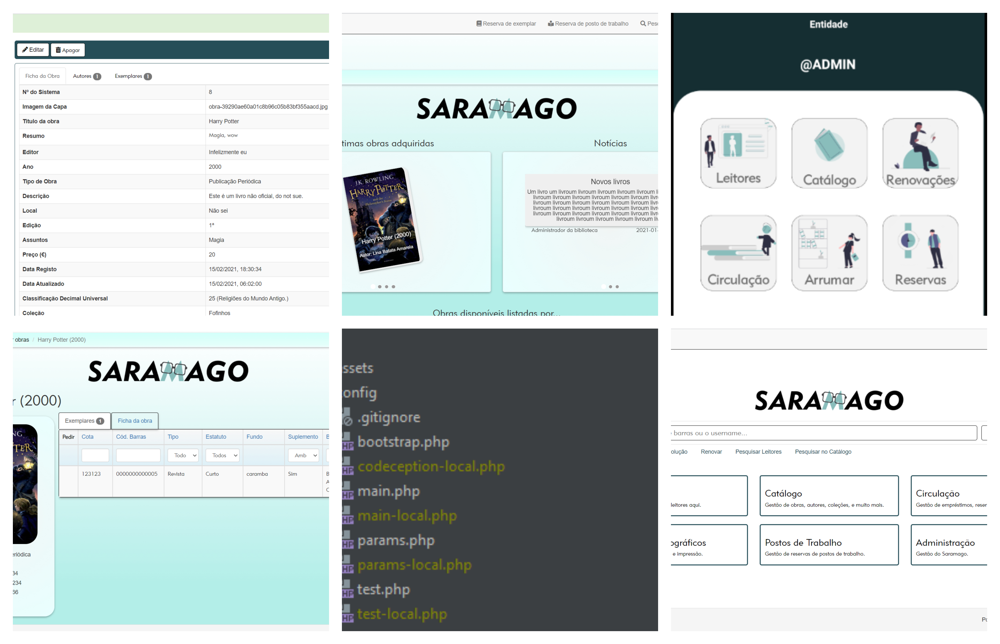 Editar Apagar
Ficha da Obra Autores 1 Exemplares 1
Nº do Sistema 8
Imagem da Capa obra-39290ae60a01c8b96c05b83bf355aacd.jpg
Titulo da obra Harry Potter
Resumo Magia, wow
Editor Infelizmente eu
Ano 2000
Tipo de Obra Publicação Periódica
Descrição Este é um livro não oficial, do not sue.
Local Não sei
Edição 1ª
Assuntos Magia
Preço (€) 20
Data Registo 15/02/2021, 18:30:34
Data Atualizado 15/02/2021, 06:02:00
Classificação Decimal Universal 25 (Religiões do Mundo Antigo.)
Coleção Fofinhos
Reserva de exemplar Reserva de posto de trabalho Pesq
SARAMAGO
timas obras adquiridas Notícias
J.K. ROWLING
HARRY POTTER
and the
Philosopher's Stone
Harry Potter (2000)
Autor: Lina Batata Amarela
Novos livros
Um livro um livroum livroum livroum livroum livroum li
livroum livroum livroum livroum livroum livroum livr
livroum livroum livroum livroum livroum livroum livr
livroum livroum livroum livroum livroum livroum livr
livroum livroum livroum livroum livroum livroum livr
livroum livroum livroum livroum livroum liv
Administrador da biblioteca 2021-01-
Obras disponíveis listadas por...
Entidade
@ADMIN
Leitores Catálogo Renovações
Circulação Arrumar Reservas
r obras / Harry Potter (2000)
SARAMAGO
r (2000)
Exemplares 1 Ficha da obra
Pedir Cota Cód. Barras Tipo Estatuto Fundo Suplemento B
Todo Todos Amb
123123 0000000000005 Revista Curto caramba Sim B
A
C
NG
TER
eriódica
34
234
66
ssets
onfig
.gitignore
bootstrap.php
codeception-local.php
main.php
main-local.php
params.php
params-local.php
test.php
test-local.php
SARAMAGO
barras ou o username...
olução Renovar Pesquisar Leitores Pesquisar no Catálogo
leitores aqui.
Catálogo
Gestão de obras, autores, coleções, e muito mais.
Circulação
Gestão de empréstimos, reser
ográficos
e impressão.
Postos de Trabalho
Gestão de reservas de postos de trabalho.
Administração
Gestão do Saramago.
Po